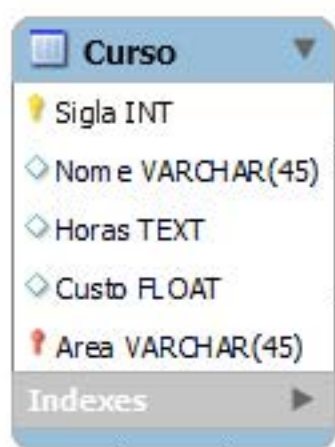 Curso
Sigla INT
Nome VARCHAR(45)
Horas TEXT
Custo FLOAT
Area VARCHAR(45)
Indexes